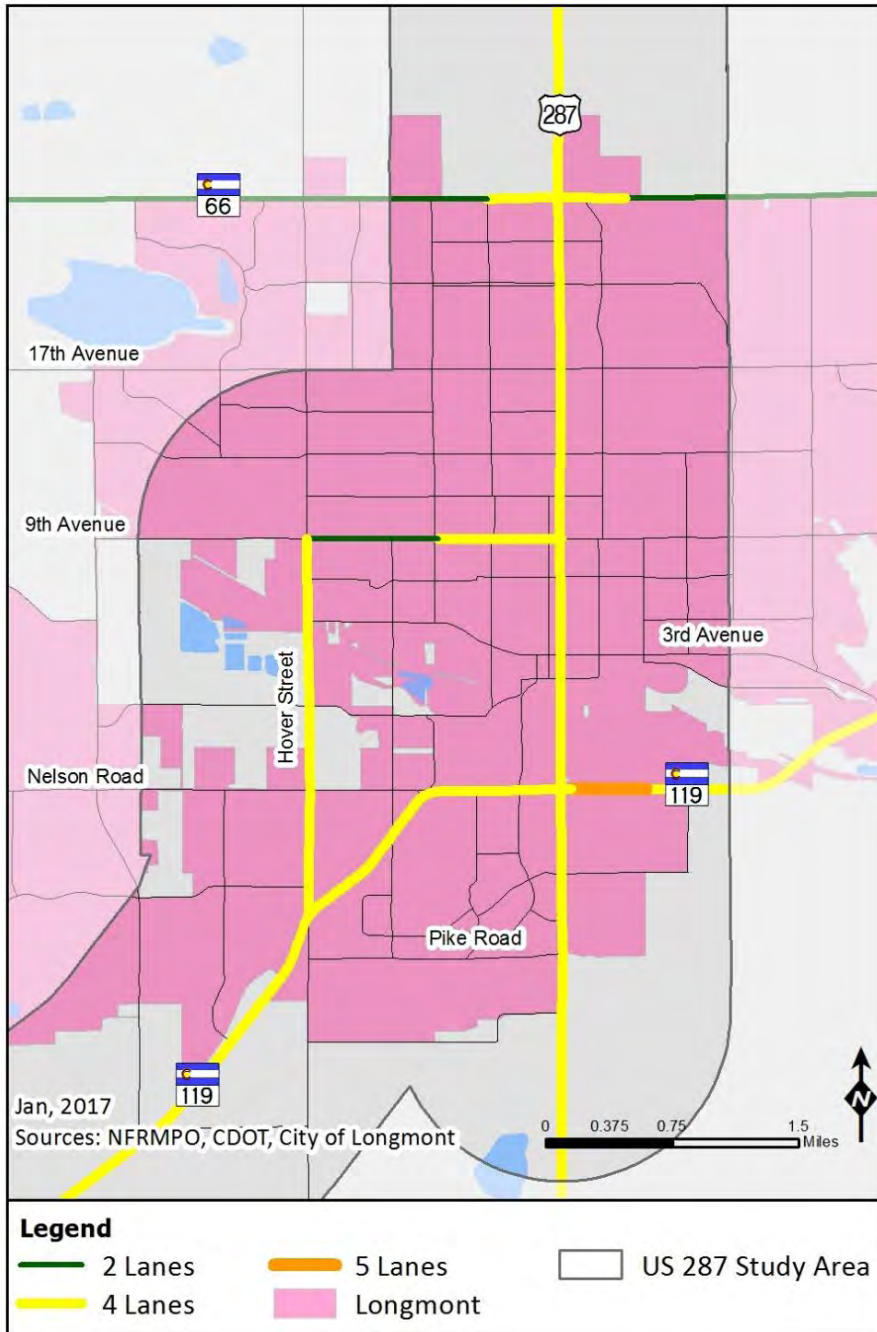 287
66
17th Avenue
9th Avenue
3rd Avenue
Hover Street
Nelson Road
119
Pike Road
119
Jan, 2017
Sources: NFRMPO, CDOT, City of Longmont
0 0.375 0.75 1.5
Miles
N
Legend
2 Lanes
5 Lanes
US 287 Study Area
4 Lanes
Longmont